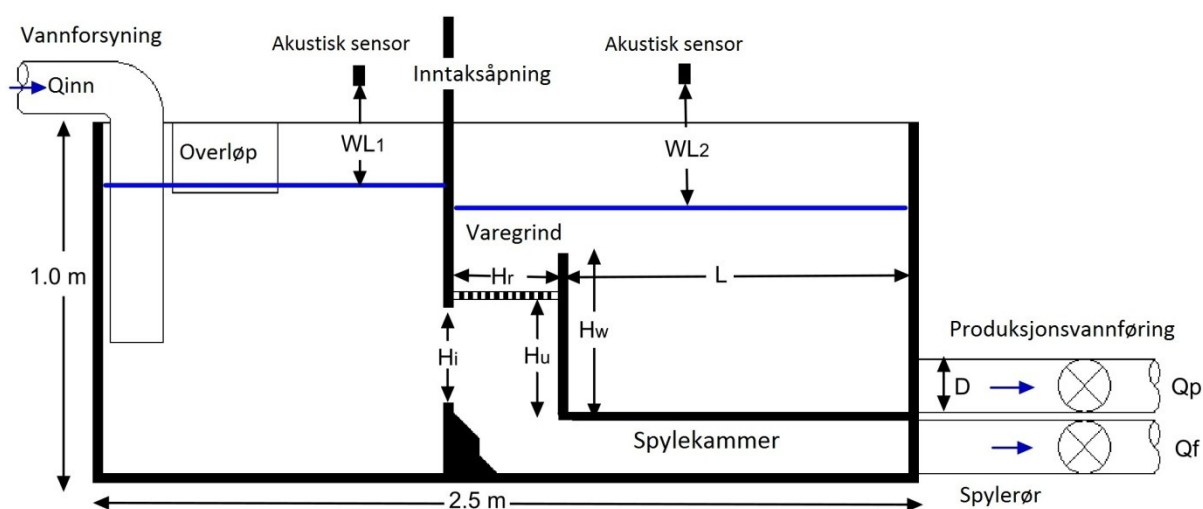 Vannforsyning
Akustisk sensor
Akustisk sensor
Inntaksåpning
Qinn
Overløp
WL1
WL2
Varegrind
1.0 m
Hr
L
Hi
Hu
Hw
Produksjonsvannføring
D
Qp
Spylekammer
Qf
Spylerør
2.5 m